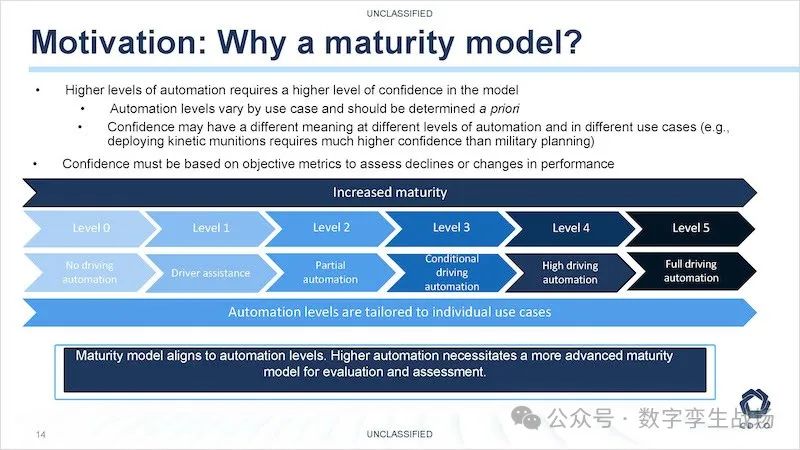 UNCLASSIFIED
Motivation: Why a maturity model?
• Higher levels of automation requires a higher level of confidence in the model
• Automation levels vary by use case and should be determined a priori
• Confidence may have a different meaning at different levels of automation and in different use cases (e.g.,
deploying kinetic munitions requires much higher confidence than military planning)
• Confidence must be based on objective metrics to assess declines or changes in performance
Increased maturity
Level 0
Level 1
Level 2
Level 3
Level 4
Level 5
No driving
automation
Driver assistance
Partial
automation
Conditional
driving
automation
High driving
automation
Full driving
automation
Automation levels are tailored to individual use cases
Maturity model aligns to automation levels. Higher automation necessitates a more advanced maturity
model for evaluation and assessment.
公众号 · 数字孪生战场
CDAO
14
UNCLASSIFIED